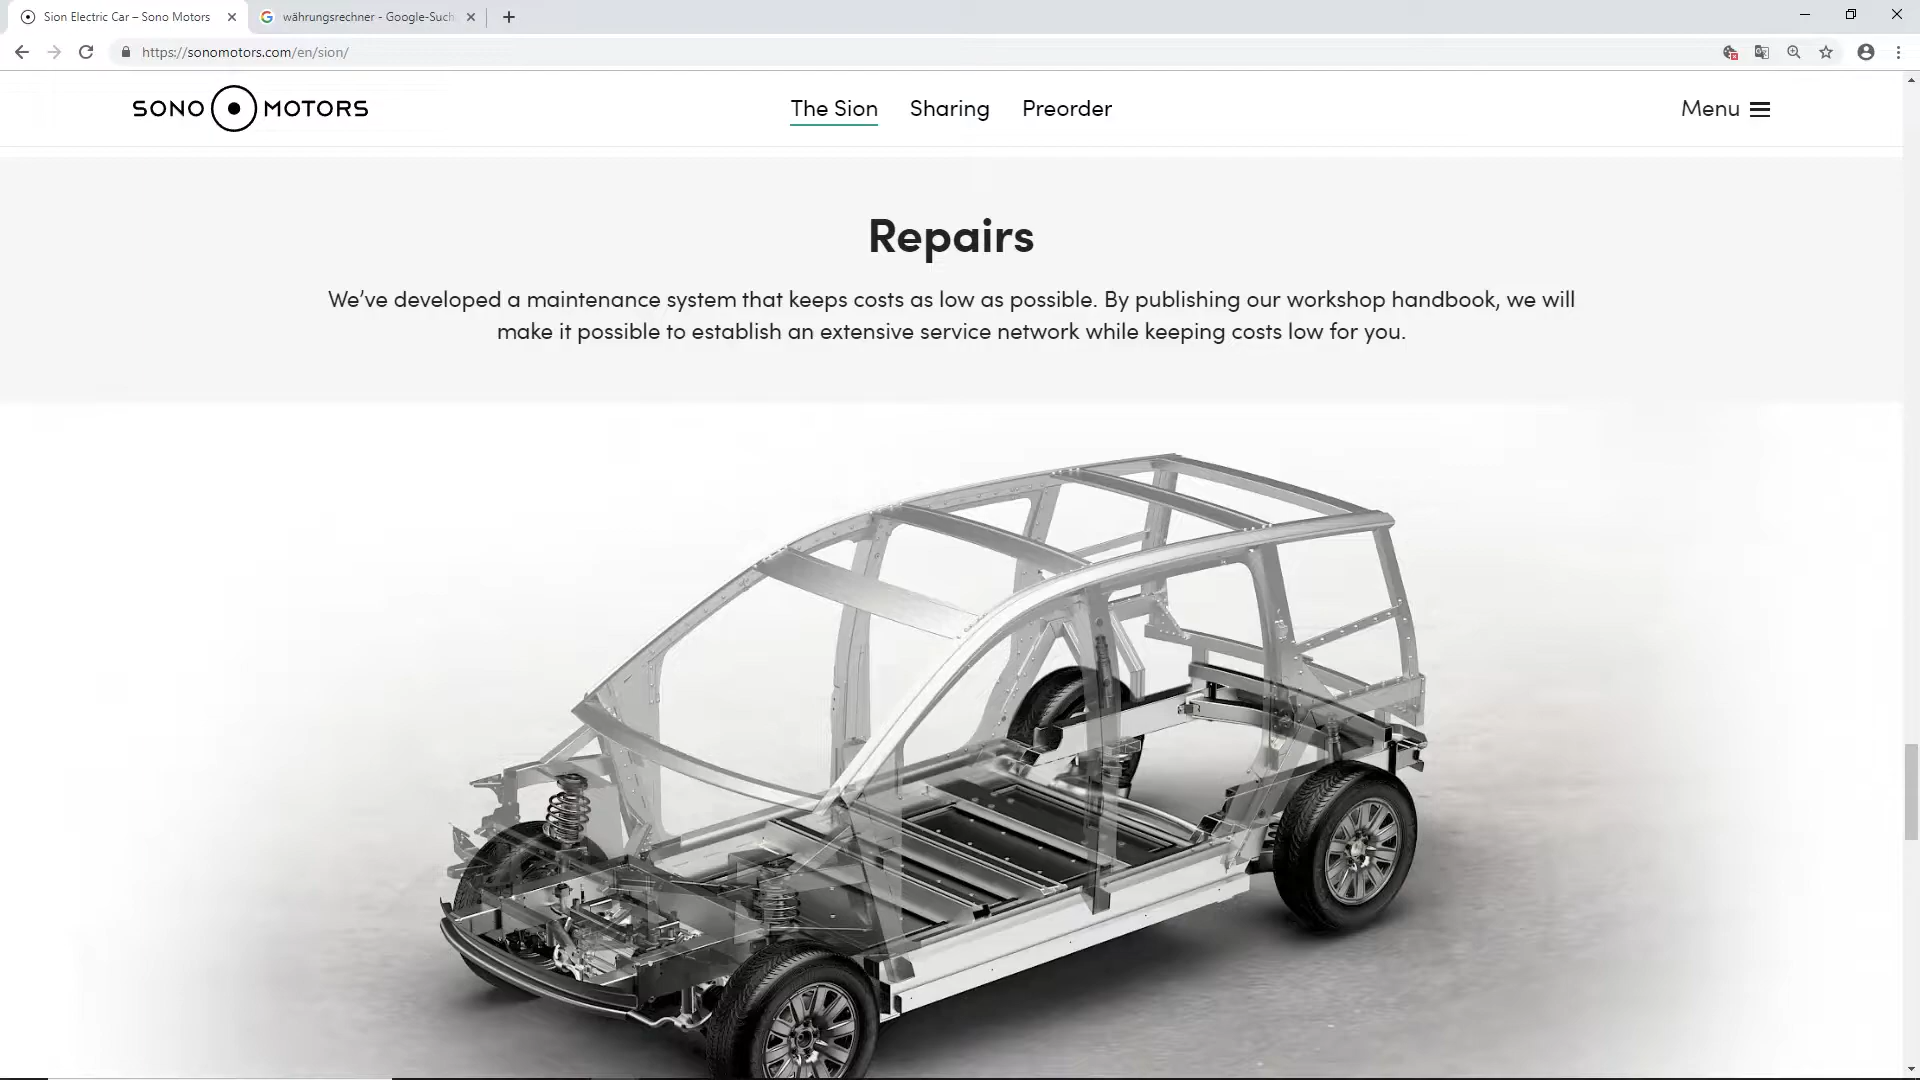 Sion Electric Car – Sono Motors
währungsrechner - Google-Such
https://sonomotors.com/en/sion/
SONO MOTORS
The Sion
Sharing
Preorder
Menu
Repairs
We’ve developed a maintenance system that keeps costs as low as possible. By publishing our workshop handbook, we will
make it possible to establish an extensive service network while keeping costs low for you.